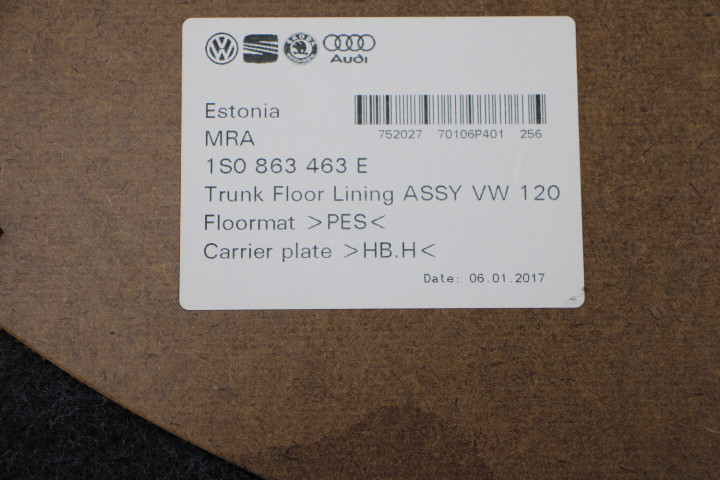 Audi
Estonia
MRA
752027 70106P401 256
1S0 863 463 E
Trunk Floor Lining ASSY VW 120
Floormat >PES<
Carrier plate >HB.H<
Date: 06.01.2017